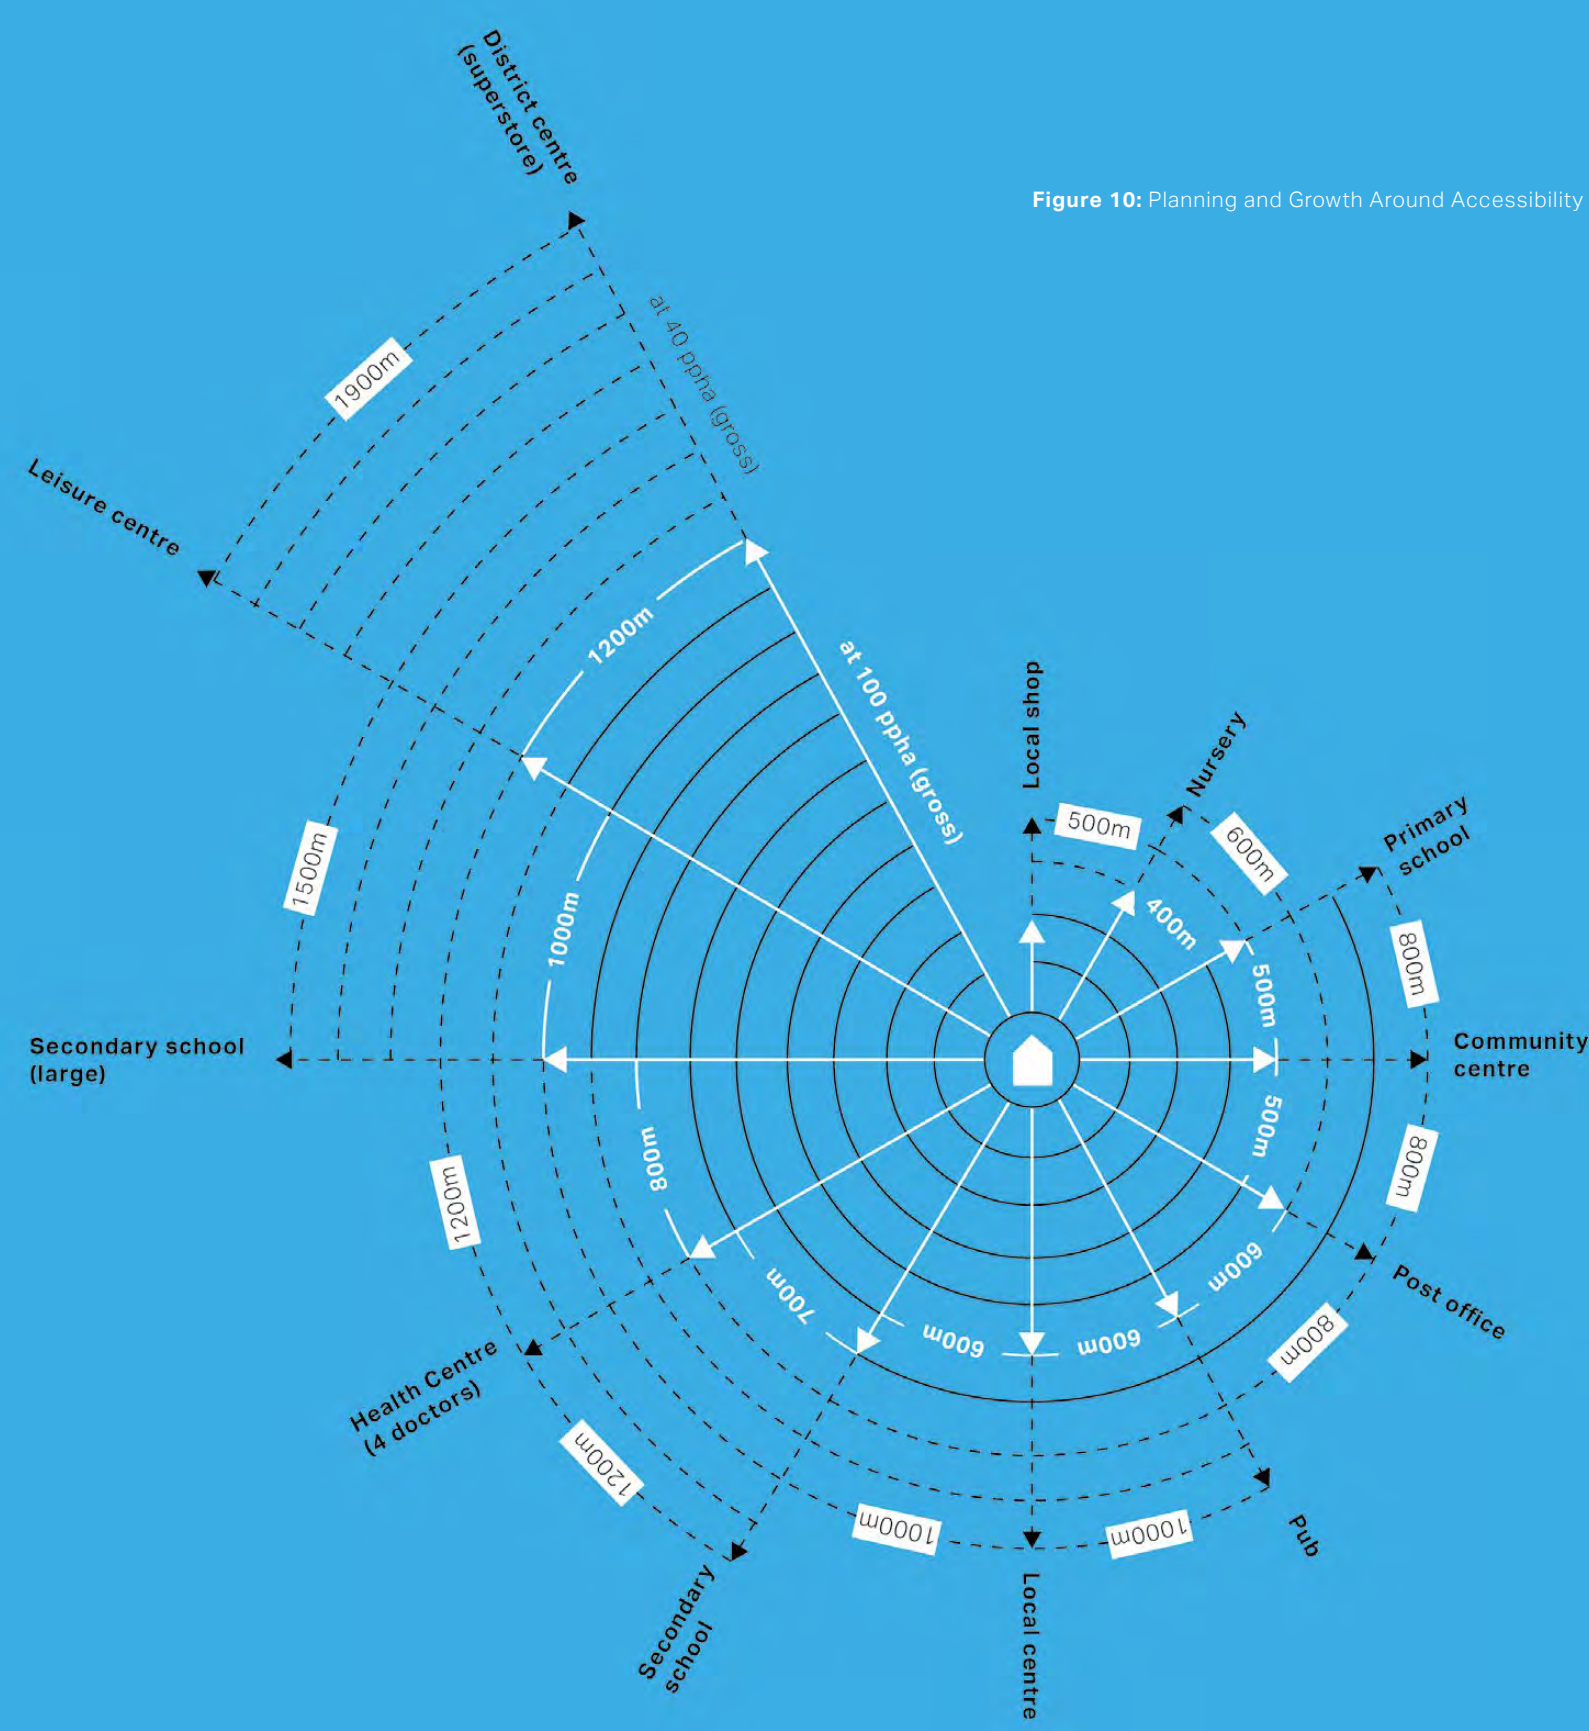 District centre
(superstore)
Figure 10: Planning and Growth Around Accessibility
at 40 ppha (gross)
1900m
Leisure centre
1200m
at 100 ppha (gross)
Local shop
Nursery
Primary
school
500m
600m
400m
800m
500m
1500m
1000m
Secondary school
(large)
Community
centre
500m
800m
800m
1200m
600m
700m
600m
600m
Post office
800m
Health Centre
(4 doctors)
1200m
1000m
1000m
Pub
Secondary
school
Local centre